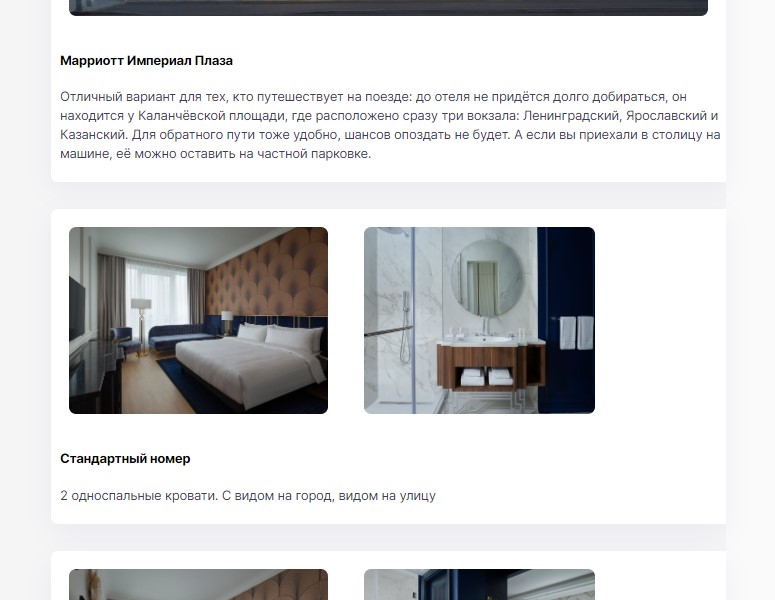 Марриотт Империал Плаза
Отличный вариант для тех, кто путешествует на поезде: до отеля не придётся долго добираться, он
находится у Каланчёвской площади, где расположено сразу три вокзала: Ленинградский, Ярославский и
Казанский. Для обратного пути тоже удобно, шансов опоздать не будет. А если вы приехали в столицу на
машине, её можно оставить на частной парковке.
Стандартный номер
2 односпальные кровати. С видом на город, видом на улицу